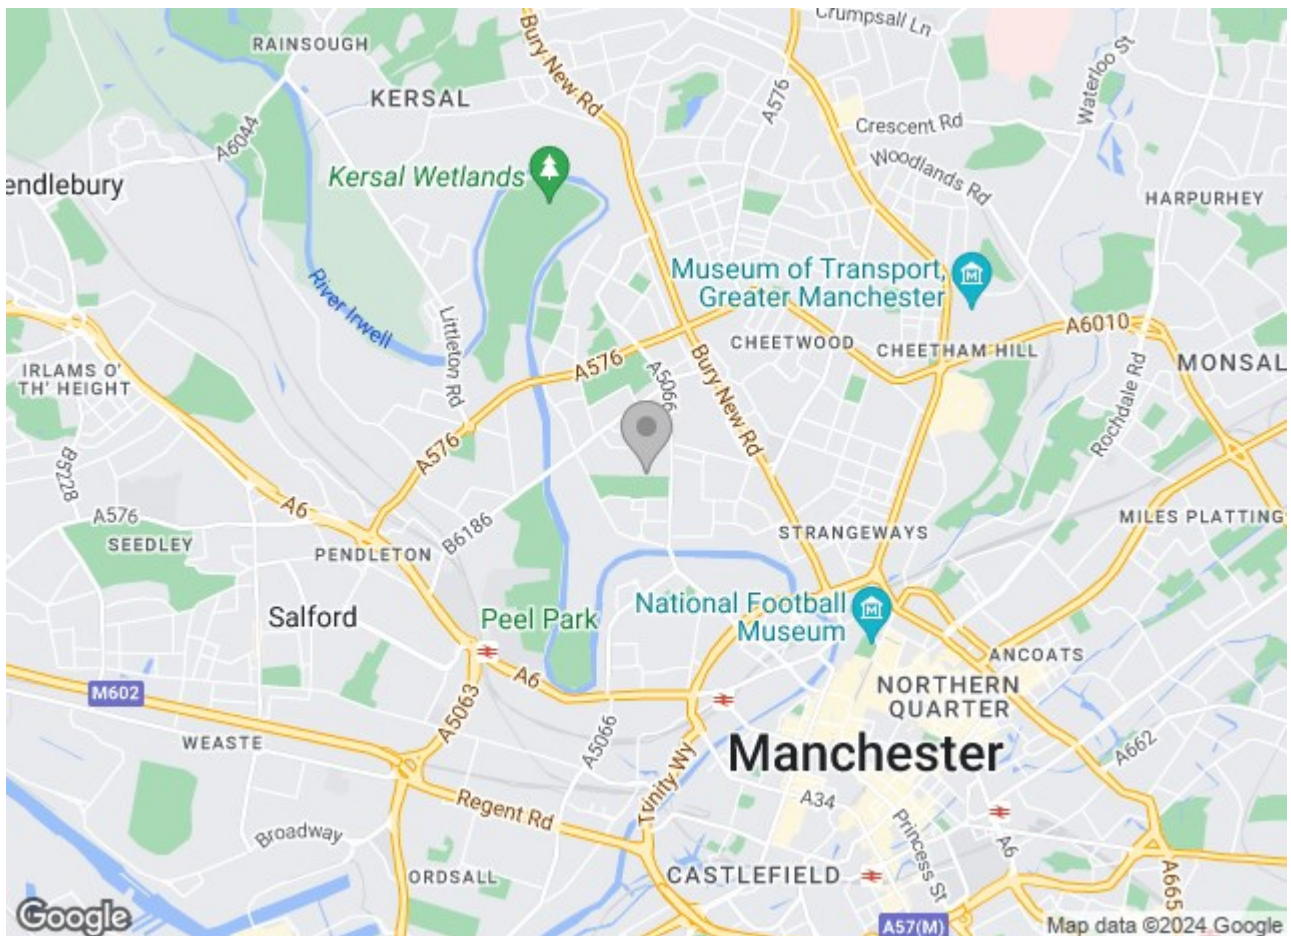 Crumpsall Ln
RAINSOUGH
Bury New Rd
KERSAL
A576
Waterloo St
A6044
Crescent Rd
Woodlands Rd
Kersal Wetlands
endlebury
HARPURHEY
River Irwell
Museum of Transport,
Greater Manchester
Littleton Rd
A6010
CHEETWOOD
CHEETHAM HILL
MONSAL
IRLAMS O'
TH' HEIGHT
A576
A5066
Bury New Rd
Rochdale Rd
A576
B5228
A6
A576
SEEDLEY
B6186
PENDLETON
STRANGEWAYS
MILES PLATTING
Salford
Peel Park
National Football
Museum
ANCOATS
A6
NORTHERN
QUARTER
M602
A5063
WEASTE
A5066
Trinity Wy
Manchester
A662
A34
Regent Rd
Princess St
Broadway
A6
ORDSALL
CASTLEFIELD
A665
Google
A57(M)
Map data ©2024 Google